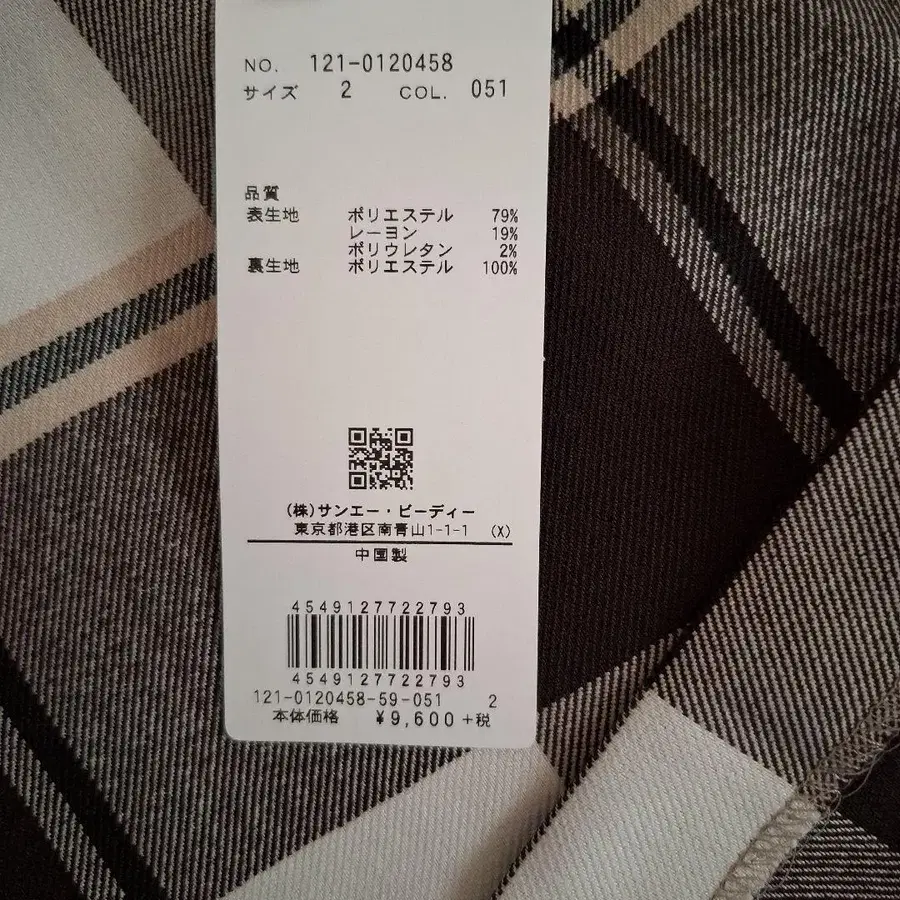 NO. 121-0120458
サイズ 2 COL. 051
品質
表生地 ポリエステル 79%
レーヨン 19%
ポリウレタン 2%
裏生地 ポリエステル 100%
(株)サンエー・ビーディー
東京都港区南青山1-1-1 (X)
中国製
4549127722793
4549127722793
121-0120458-59-051 2
本体価格 ¥9,600+税